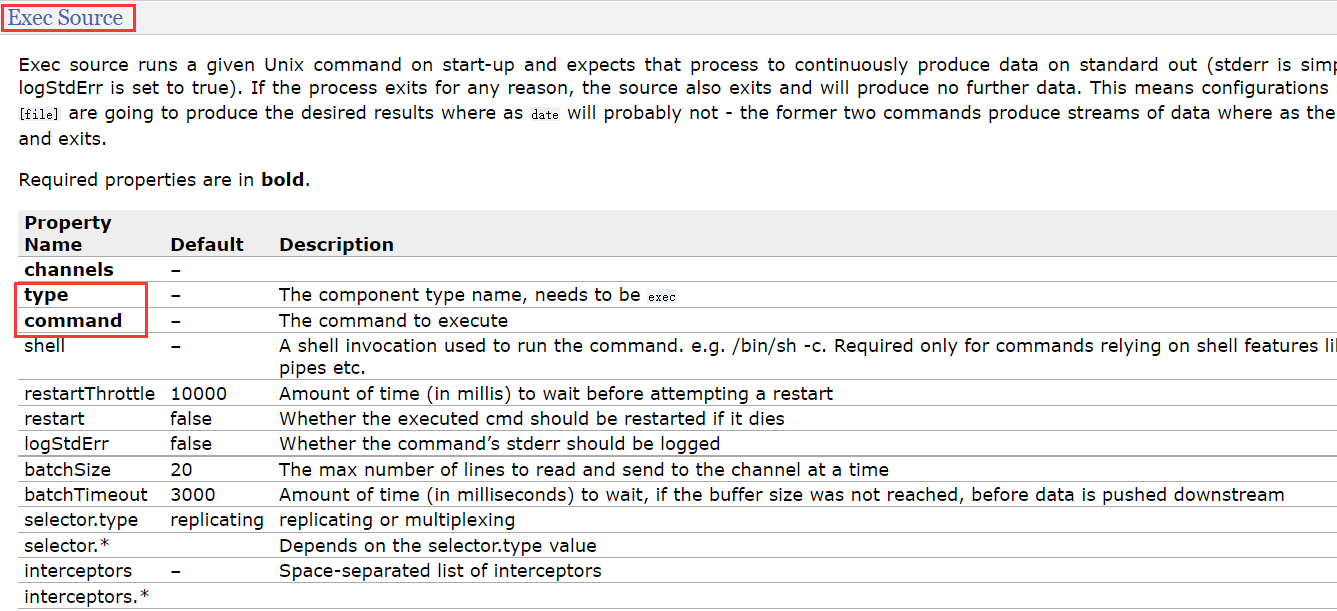 Exec Source
Exec source runs a given Unix command on start-up and expects that process to continuously produce data on standard out (stderr is
logStdErr is set to true). If the process exits for any reason, the source also exits and will produce no further data. This means configurations
[file] are going to produce the desired results where as date will probably not - the former two commands produce streams of data where as the
and exits.
Required properties are in bold.
Property
Name Default Description
channels –
type – The component type name, needs to be exec
command – The command to execute
shell – A shell invocation used to run the command. e.g. /bin/sh -c. Required only for commands relying on shell features
pipes etc.
restartThrottle 10000 Amount of time (in millis) to wait before attempting a restart
restart false Whether the executed cmd should be restarted if it dies
logStdErr false Whether the command’s stderr should be logged
batchSize 20 The max number of lines to read and send to the channel at a time
batchTimeout 3000 Amount of time (in milliseconds) to wait, if the buffer size was not reached, before data is pushed downstream
selector.type replicating replicating or multiplexing
selector.* Depends on the selector.type value
interceptors – Space-separated list of interceptors
interceptors.*